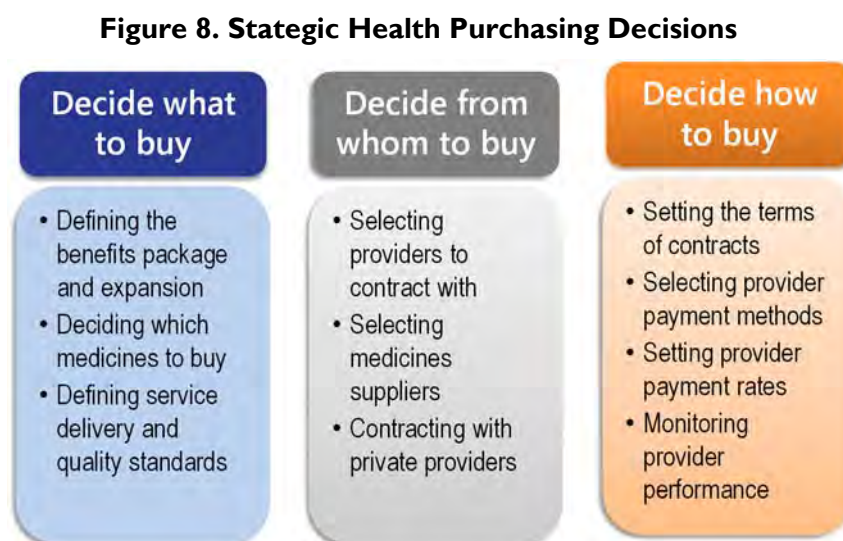 Figure 8. Stategic Health Purchasing Decisions
Decide what
to buy
• Defining the
benefits package
and expansion
• Deciding which
medicines to buy
• Defining service
delivery and
quality standards
Decide from
whom to buy
• Selecting
providers to
contract with
• Selecting
medicines
suppliers
• Contracting with
private providers
Decide how
to buy
• Setting the terms
of contracts
• Selecting provider
payment methods
• Setting provider
payment rates
• Monitoring
provider
performance